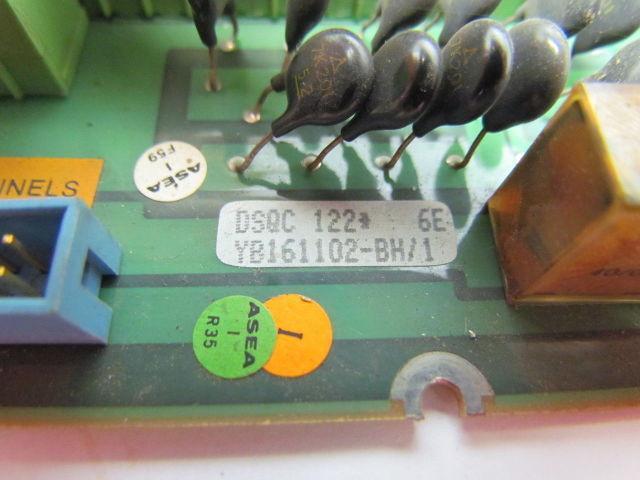 NNELS
ASEA
I
F59
DSQC 122* 6E
YB161102-BH/1
ASEA
I
R35
I